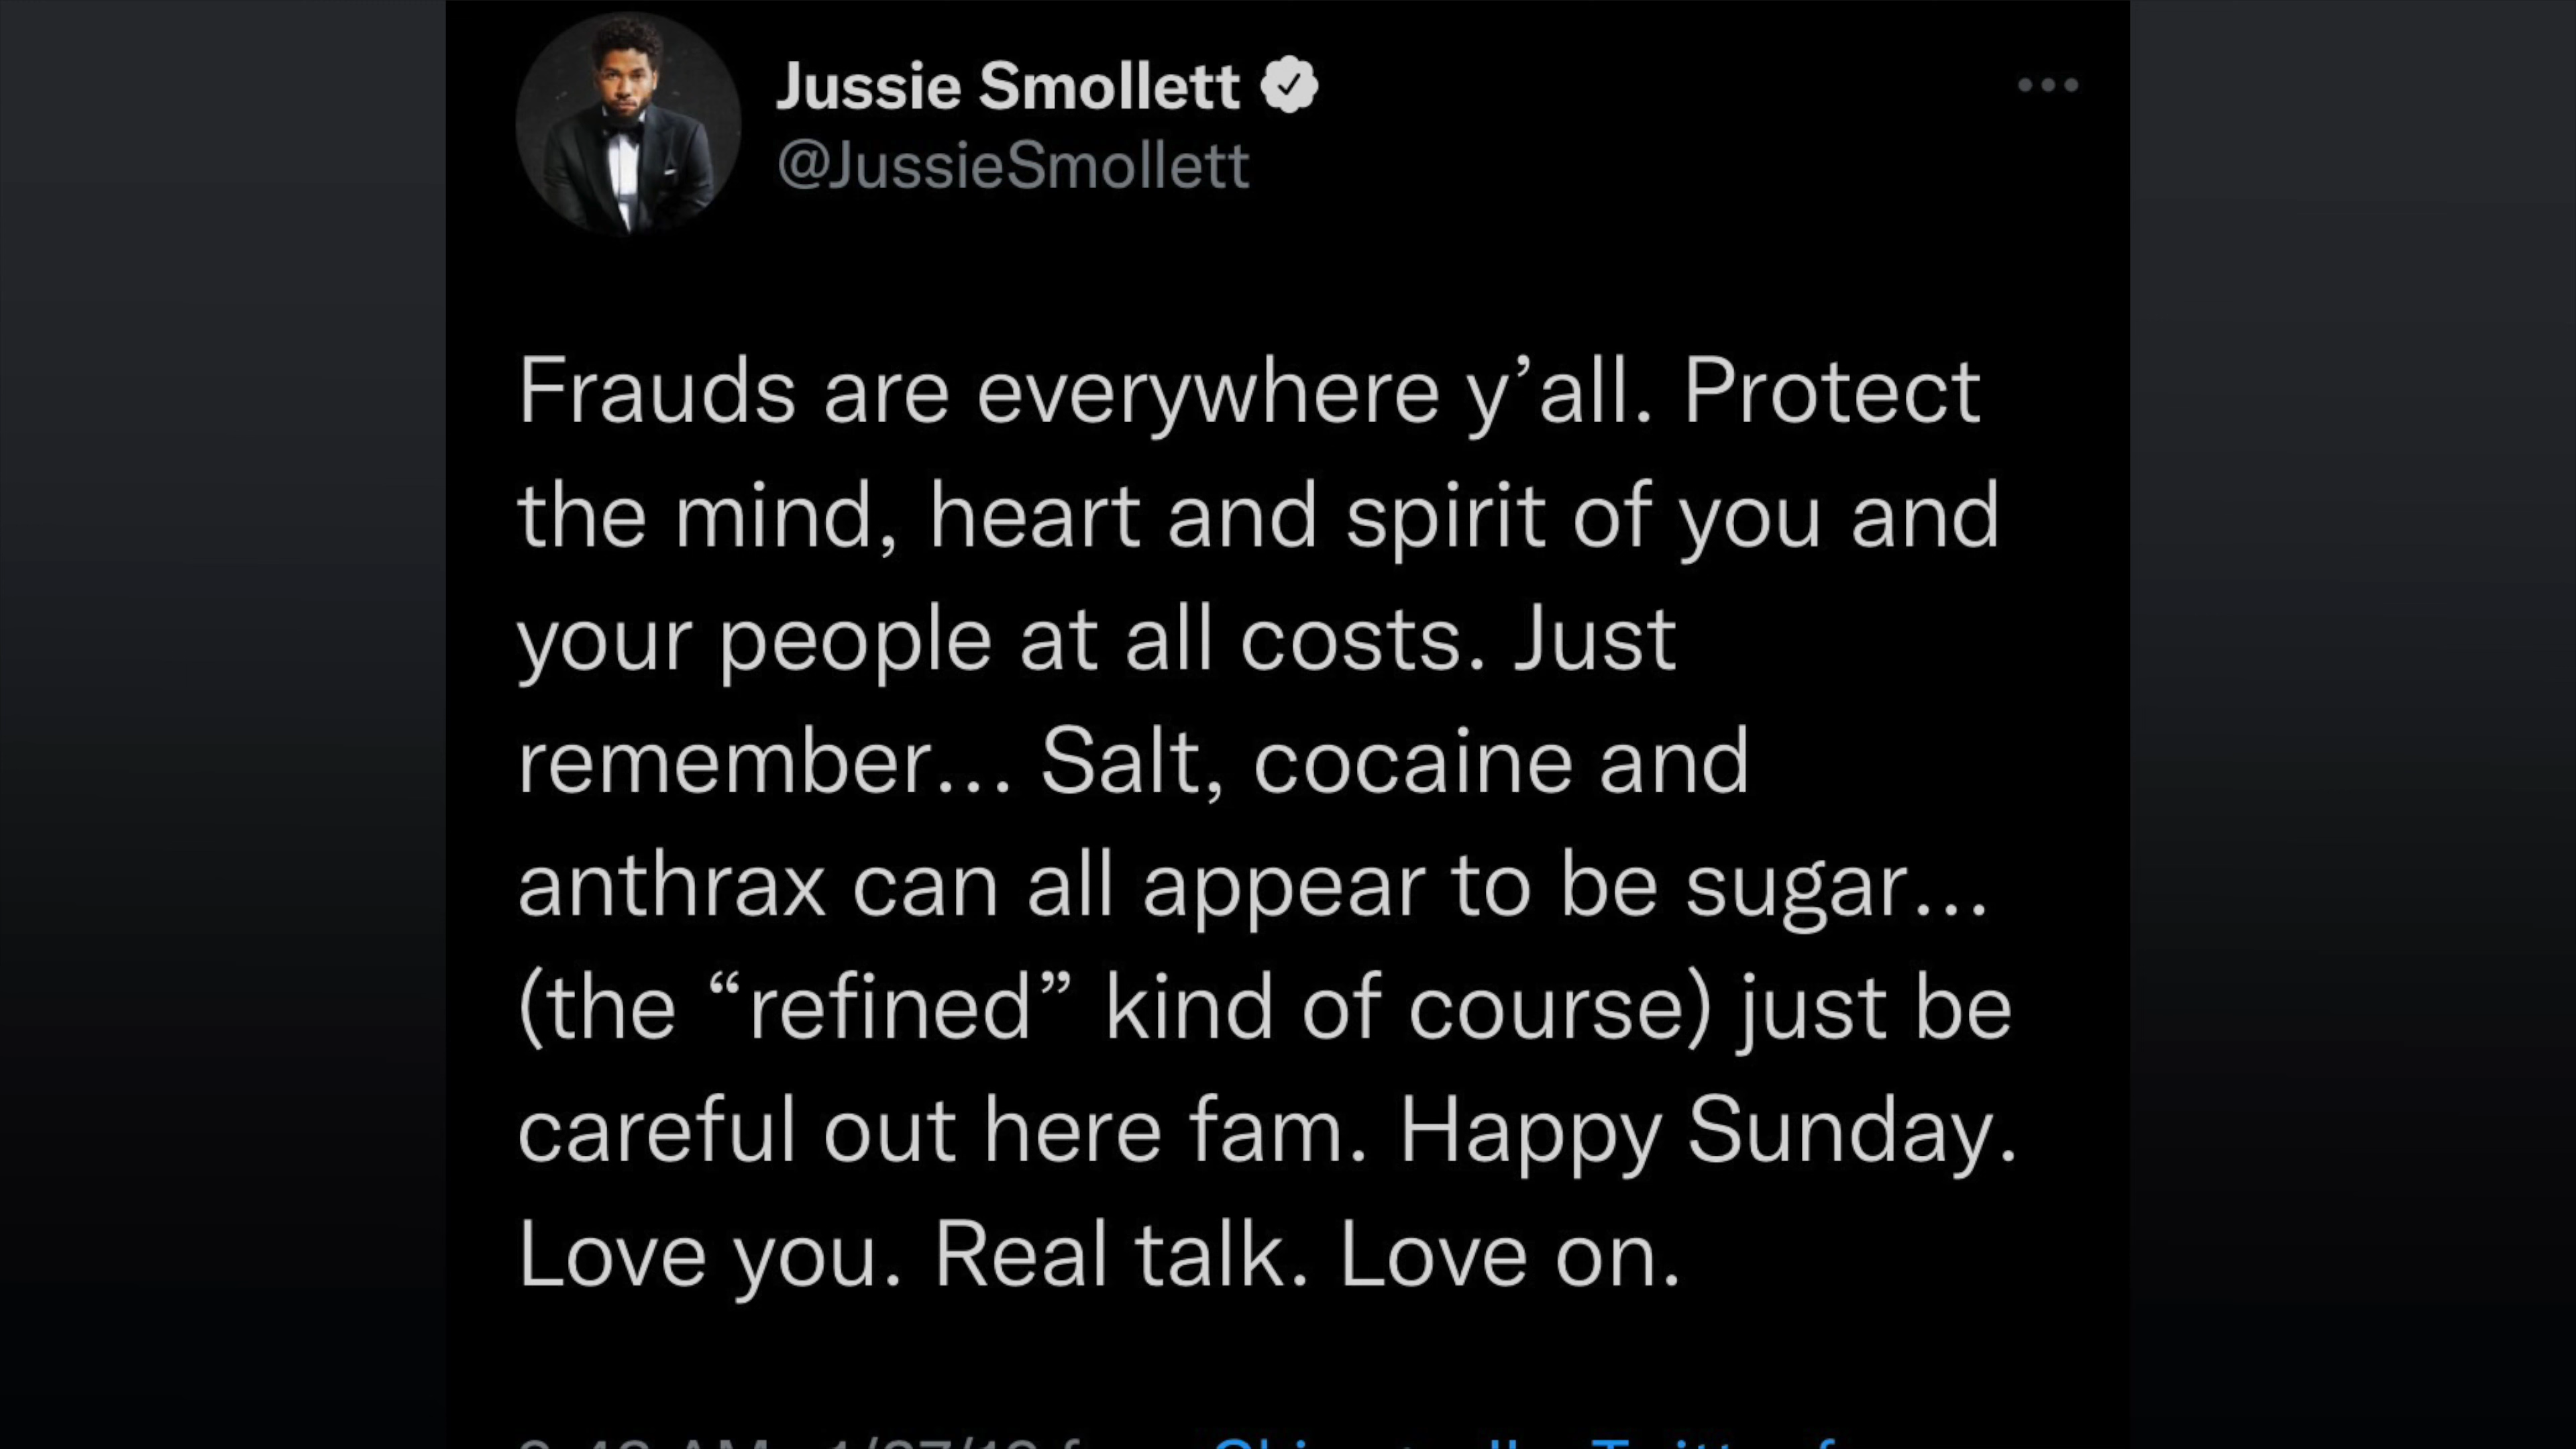 Jussie Smollett
@JussieSmollett
Frauds are everywhere y’all. Protect
the mind, heart and spirit of you and
your people at all costs. Just
remember... Salt, cocaine and
anthrax can all appear to be sugar...
(the “refined” kind of course) just be
careful out here fam. Happy Sunday.
Love you. Real talk. Love on.